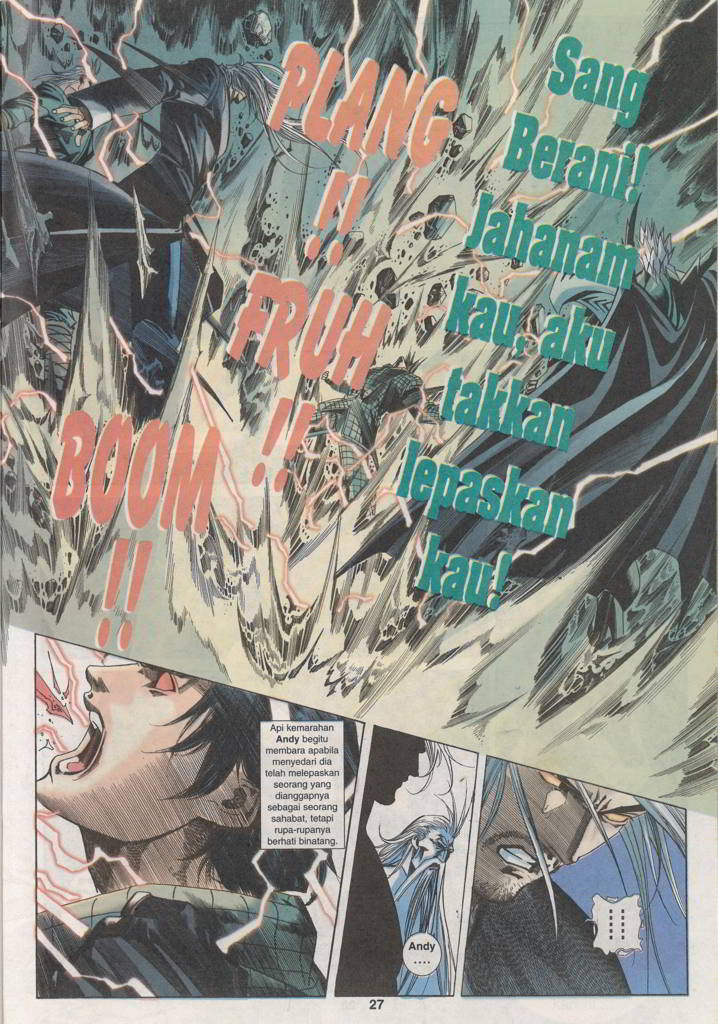 PLANG
!!
FRUH
!!
BOOM
!!
Sang
Berani!
Jahanam
kau, aku
takkan
lepaskan
kau!
Api kemarahan
Andy begitu
membara apabila
menyedari dia
telah melepaskan
seorang yang
dianggapnya
sebagai seorang
sahabat, tetapi
rupa-rupanya
berhati binatang.
Andy
....
27